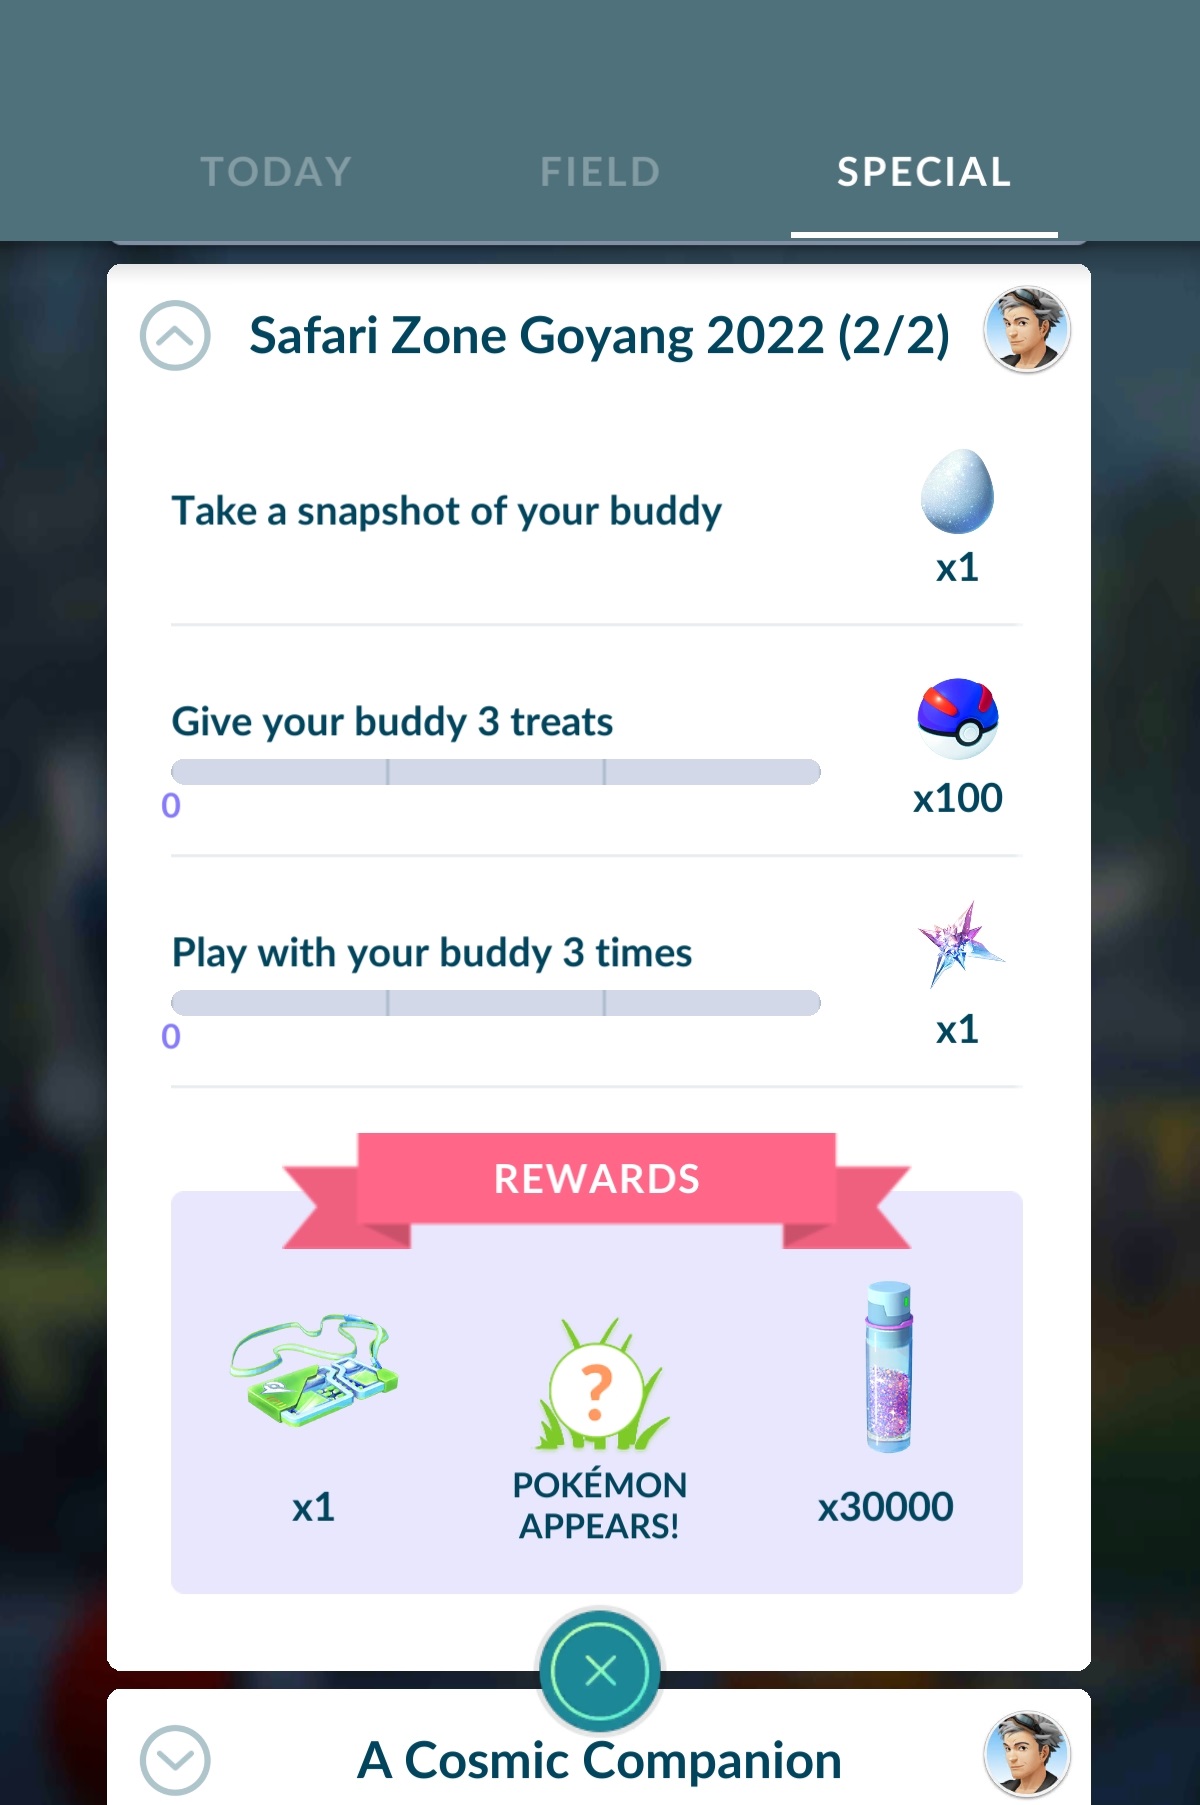 TODAY
FIELD
SPECIAL
Safari Zone Goyang 2022 (2/2)
Take a snapshot of your buddy
x1
Give your buddy 3 treats
0
x100
Play with your buddy 3 times
0
x1
REWARDS
x1
POKÉMON
APPEARS!
x30000
A Cosmic Companion